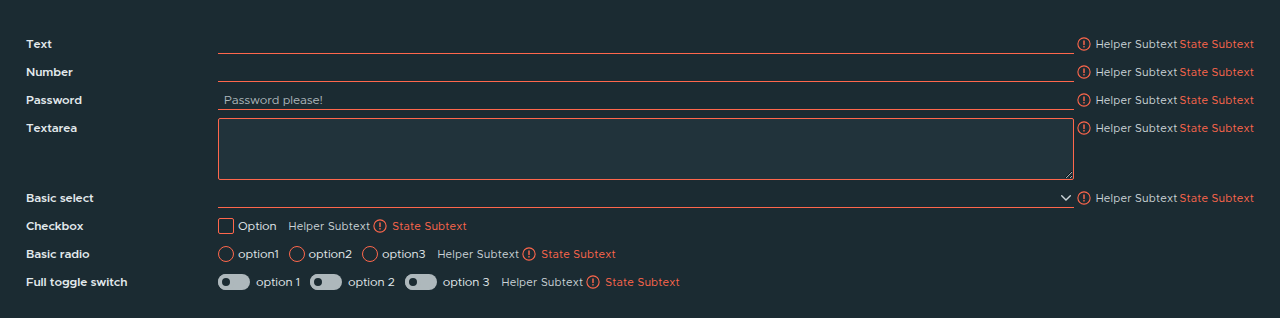 Text Helper Subtext State Subtext
Number Helper Subtext State Subtext
Password Password please! Helper Subtext State Subtext
Textarea Helper Subtext State Subtext
Basic select Helper Subtext State Subtext
Checkbox Option Helper Subtext State Subtext
Basic radio option1 option2 option3 Helper Subtext State Subtext
Full toggle switch option 1 option 2 option 3 Helper Subtext State Subtext